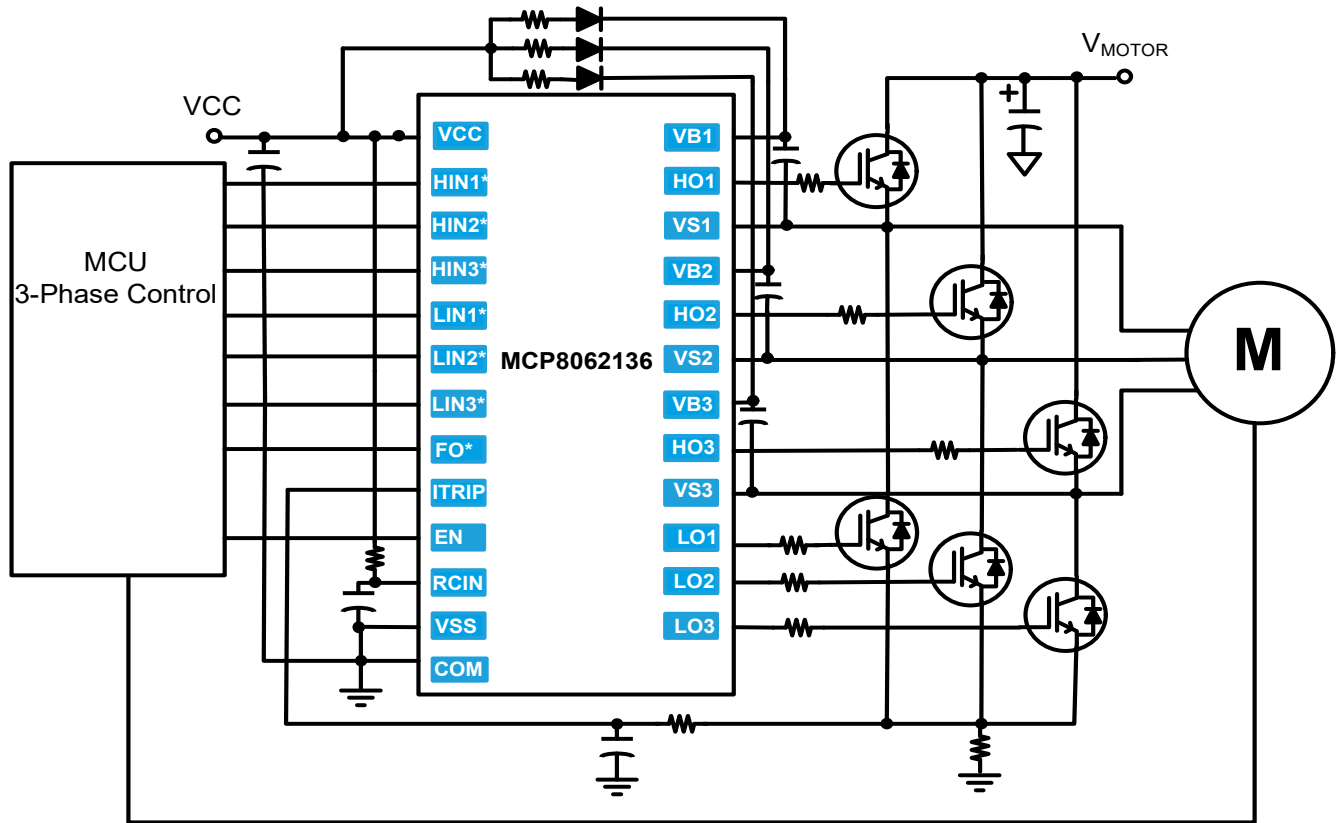 V_MOTOR
VCC
MCU
3-Phase Control
VCC
HIN1*
HIN2*
HIN3*
LIN1*
LIN2*
LIN3*
FO*
ITRIP
EN
RCIN
VSS
COM
MCP8062136
VB1
HO1
VS1
VB2
HO2
VS2
VB3
HO3
VS3
LO1
LO2
LO3
+
M